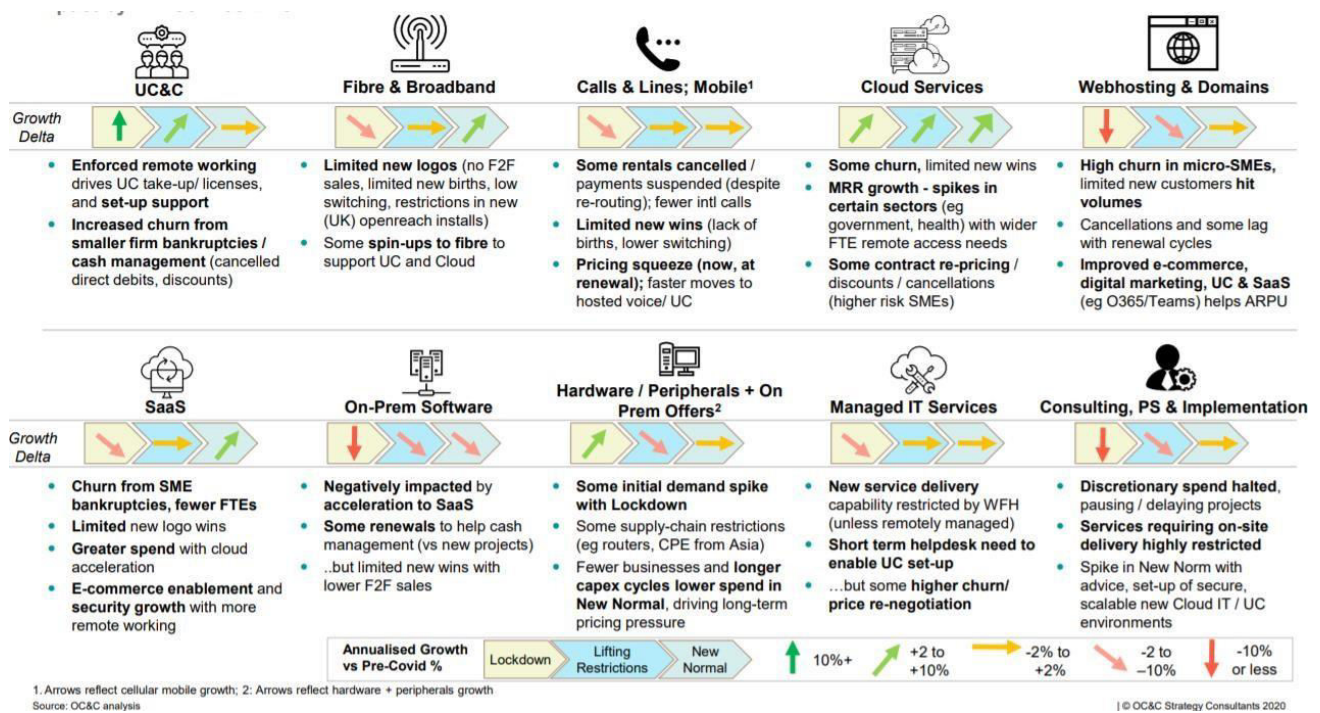 UC&C
Fibre & Broadband
Calls & Lines; Mobile1
Cloud Services
Webhosting & Domains
Growth
Delta
• Enforced remote working
drives UC take-up/ licenses,
and set-up support
• Increased churn from
smaller firm bankruptcies /
cash management (cancelled
direct debits, discounts)
• Limited new logos (no F2F
sales, limited new births, low
switching, restrictions in new
(UK) openreach installs)
• Some spin-ups to fibre to
support UC and Cloud
• Some rentals cancelled /
payments suspended (despite
re-routing); fewer intl calls
• Limited new wins (lack of
births, lower switching)
• Pricing squeeze (now, at
renewal); faster moves to
hosted voice/ UC
• Some churn, limited new wins
• MRR growth - spikes in
certain sectors (eg
government, health) with wider
FTE remote access needs
• Some contract re-pricing /
discounts / cancellations
(higher risk SMEs)
• High churn in micro-SMEs,
limited new customers hit
volumes
• Cancellations and some lag
with renewal cycles
• Improved e-commerce,
digital marketing, UC & SaaS
(eg O365/Teams) helps ARPU
SaaS
On-Prem Software
Hardware / Peripherals + On
Prem Offers2
Managed IT Services
Consulting, PS & Implementation
Growth
Delta
• Churn from SME
bankruptcies, fewer FTEs
• Limited new logo wins
• Greater spend with cloud
acceleration
• E-commerce enablement and
security growth with more
remote working
• Negatively impacted by
acceleration to SaaS
• Some renewals to help cash
management (vs new projects)
• ..but limited new wins with
lower F2F sales
• Some initial demand spike
with Lockdown
• Some supply-chain restrictions
(eg routers, CPE from Asia)
• Fewer businesses and longer
capex cycles lower spend in
New Normal, driving long-term
pricing pressure
• New service delivery
capability restricted by WFH
(unless remotely managed)
• Short term helpdesk need to
enable UC set-up
• …but some higher churn/
price re-negotiation
• Discretionary spend halted,
pausing / delaying projects
• Services requiring on-site
delivery highly restricted
• Spike in New Norm with
advice, set-up of secure,
scalable new Cloud IT / UC
environments
Annualised Growth
vs Pre-Covid %
Lockdown
Lifting
Restrictions
New
Normal
10%+
+2 to
+10%
-2% to
+2%
-2 to
–10%
-10%
or less
1. Arrows reflect cellular mobile growth; 2: Arrows reflect hardware + peripherals growth
Source: OC&C analysis
| © OC&C Strategy Consultants 2020